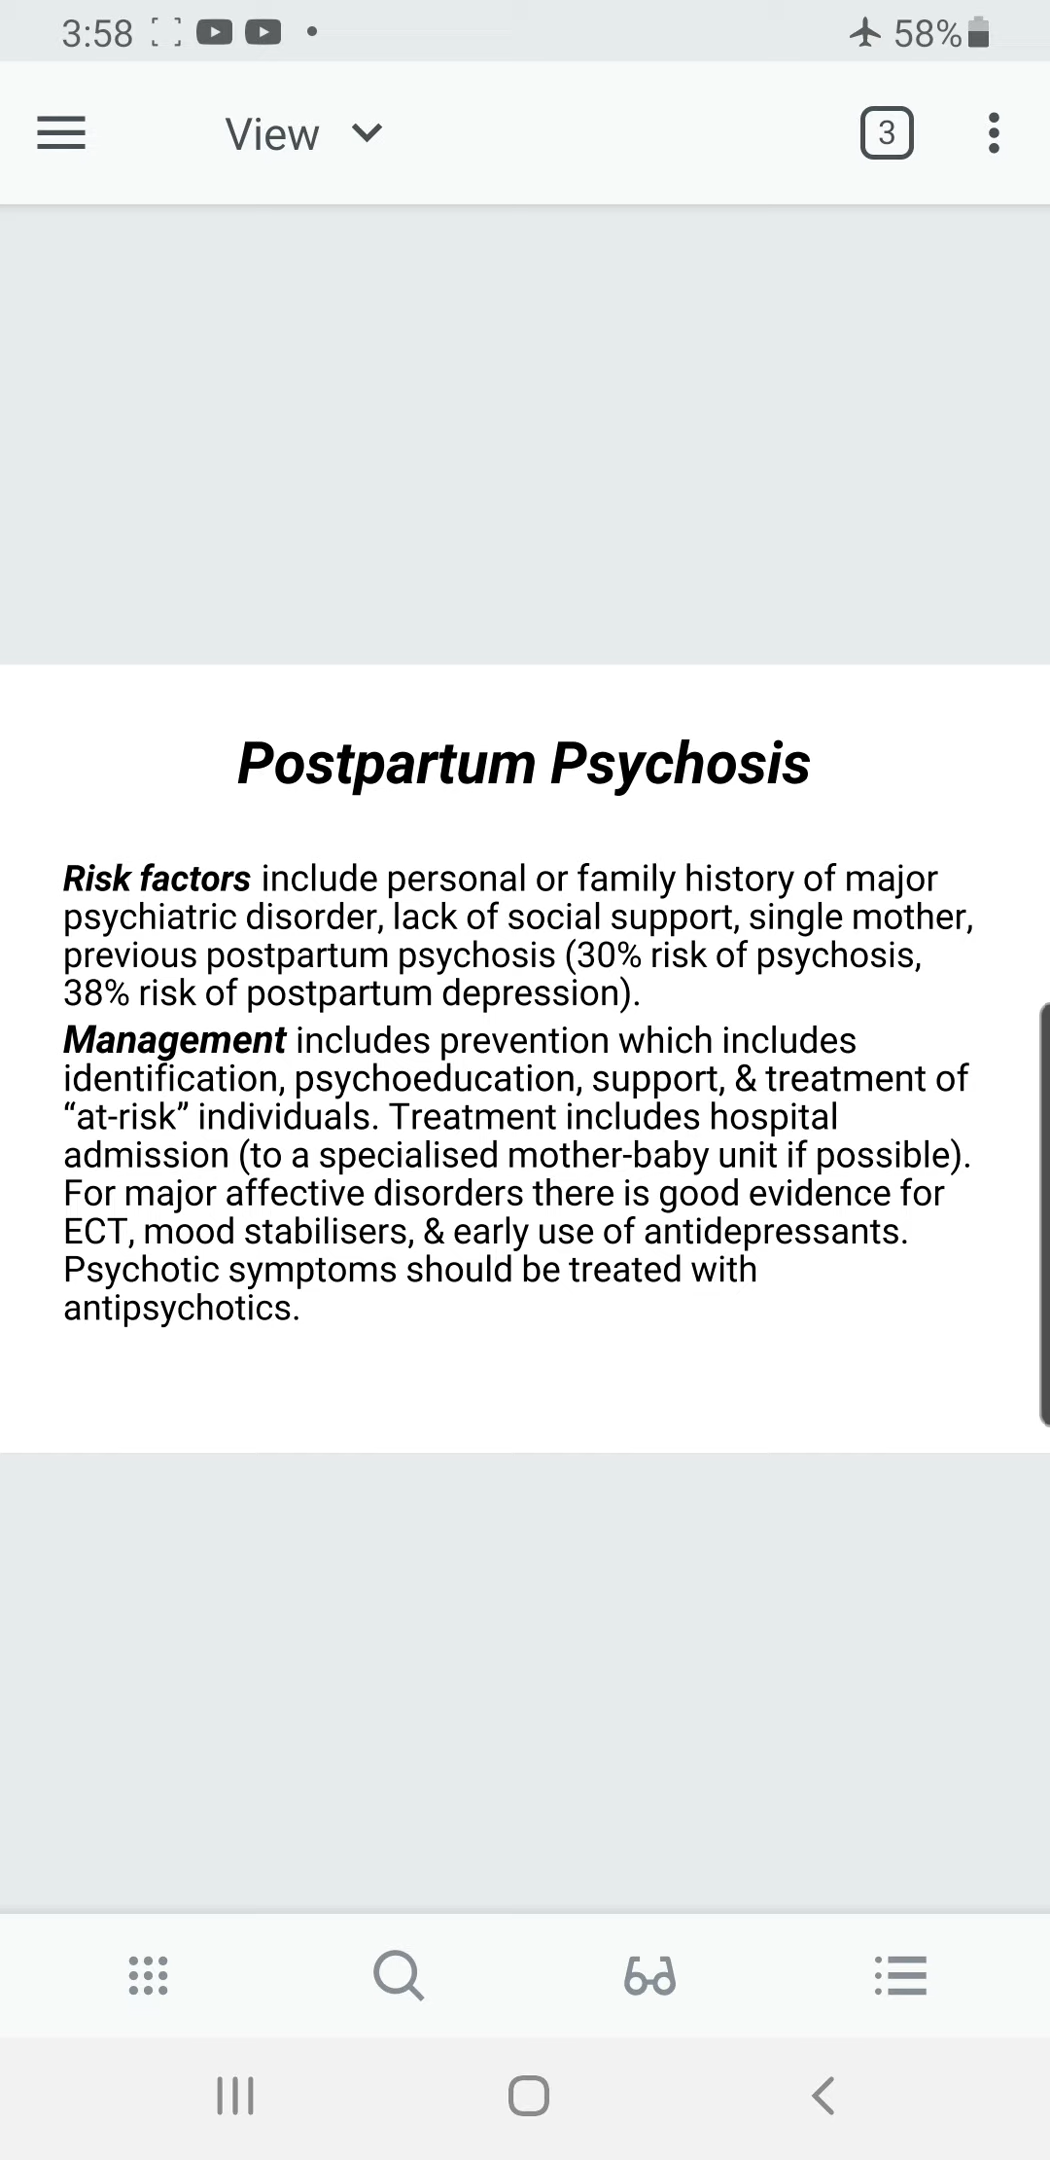 3:58
58%
View
3
Postpartum Psychosis
Risk factors include personal or family history of major
psychiatric disorder, lack of social support, single mother,
previous postpartum psychosis (30% risk of psychosis,
38% risk of postpartum depression).
Management includes prevention which includes
identification, psychoeducation, support, & treatment of
“at-risk” individuals. Treatment includes hospital
admission (to a specialised mother-baby unit if possible).
For major affective disorders there is good evidence for
ECT, mood stabilisers, & early use of antidepressants.
Psychotic symptoms should be treated with
antipsychotics.